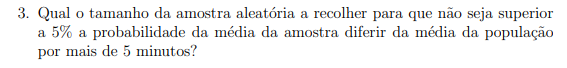 3. Qual o tamanho da amostra aleatória a recolher para que não seja superior
a 5% a probabilidade da média da amostra diferir da média da população
por mais de 5 minutos?